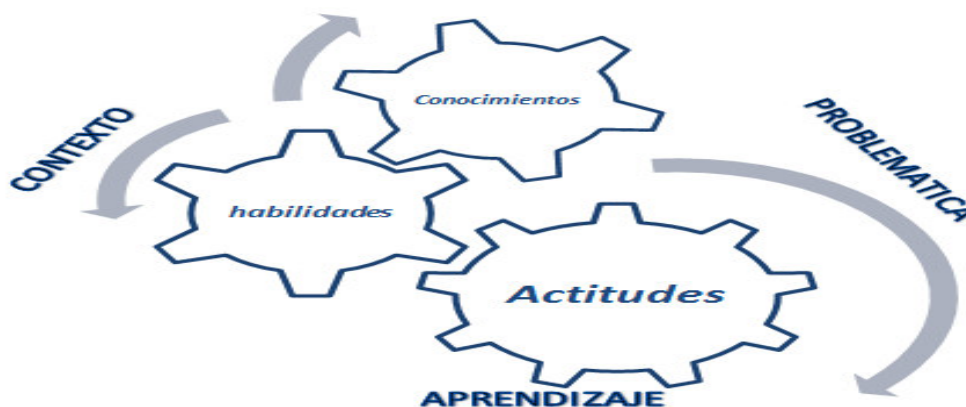 Conocimientos
CONTEXTO
PROBLEMATICA
habilidades
Actitudes
APRENDIZAJE